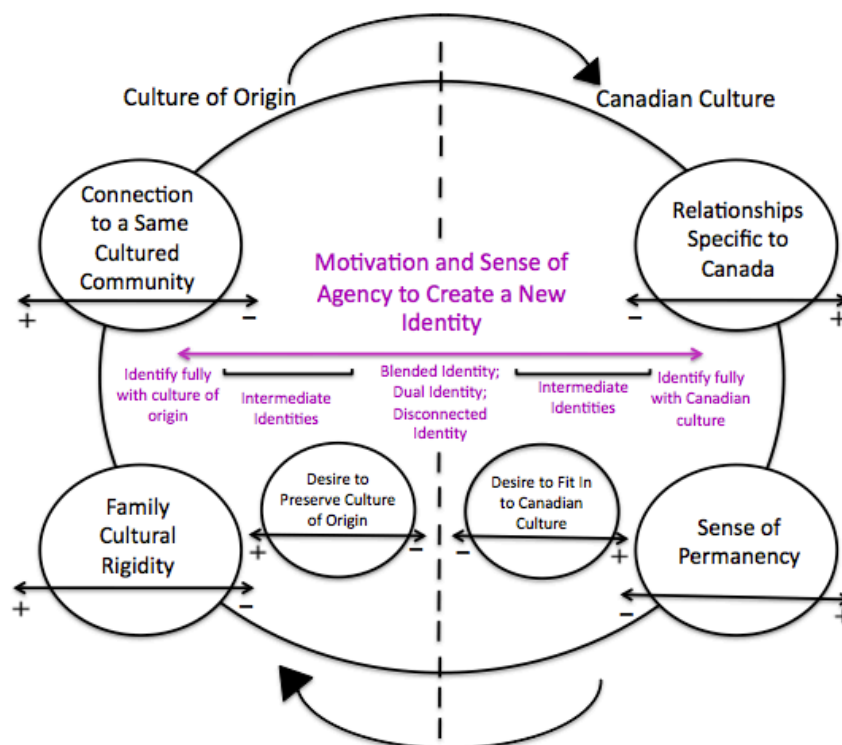 Culture of Origin
Canadian Culture
Connection
to a Same
Cultured
Community
+
−
Relationships
Specific to
Canada
−
+
Motivation and Sense of
Agency to Create a New
Identity
Identify fully
with culture of
origin
Intermediate
Identities
Blended Identity;
Dual Identity;
Disconnected
Identity
Intermediate
Identities
Identify fully
with Canadian
culture
Family
Cultural
Rigidity
+
−
Desire to
Preserve Culture
of Origin
+
−
Desire to Fit In
to Canadian
Culture
−
+
Sense of
Permanency
−
+